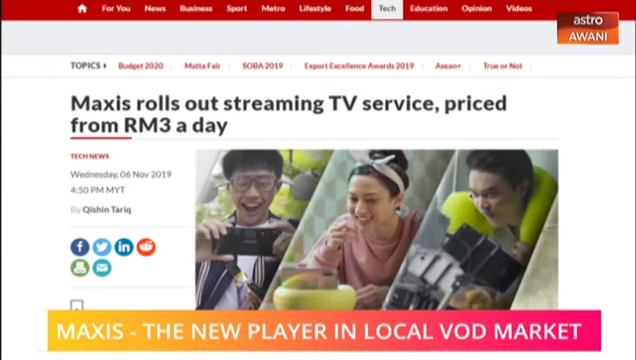 For You News Business Sport Metro Lifestyle Food Tech Education Opinion Videos
astro
AWANI
TOPICS Budget 2020 Matta Fair SOBA 2019 Export Excellence Awards 2019 Asean+ True or Not
Maxis rolls out streaming TV service, priced
from RM3 a day
TECH NEWS
Wednesday, 06 Nov 2019
4:50 PM MYT
By Qishin Tariq
MAXIS - THE NEW PLAYER IN LOCAL VOD MARKET